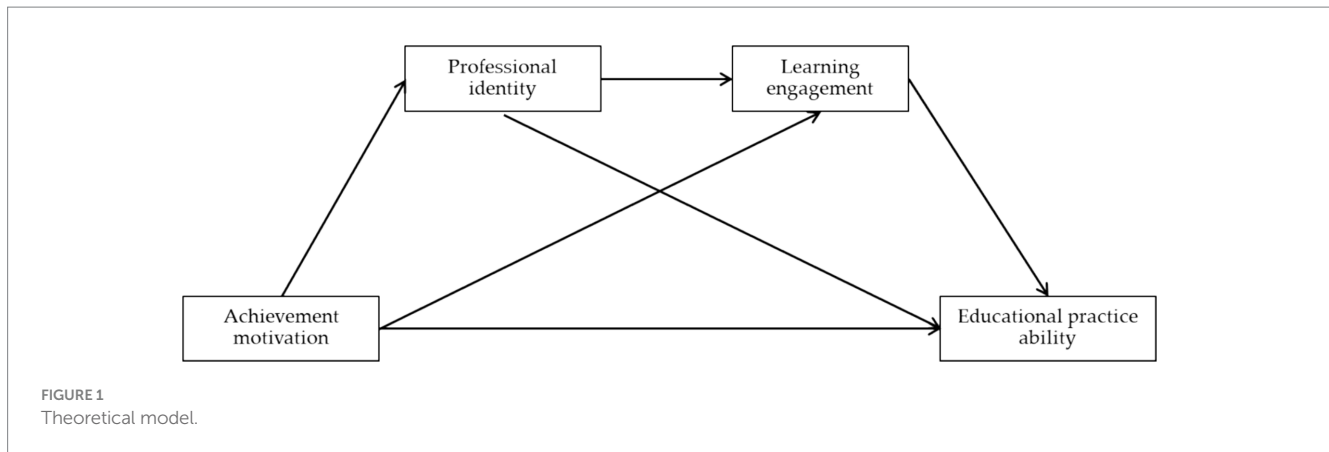 Professional
identity
Learning
engagement
Achievement
motivation
Educational practice
ability
FIGURE 1
Theoretical model.